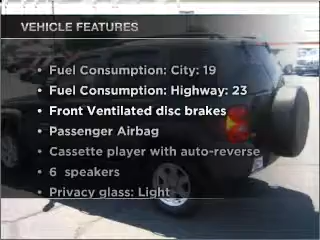 VEHICLE FEATURES
• Fuel Consumption: City: 19
• Fuel Consumption: Highway: 23
• Front Ventilated disc brakes
• Passenger Airbag
• Cassette player with auto-reverse
• 6 speakers
• Privacy glass: Light